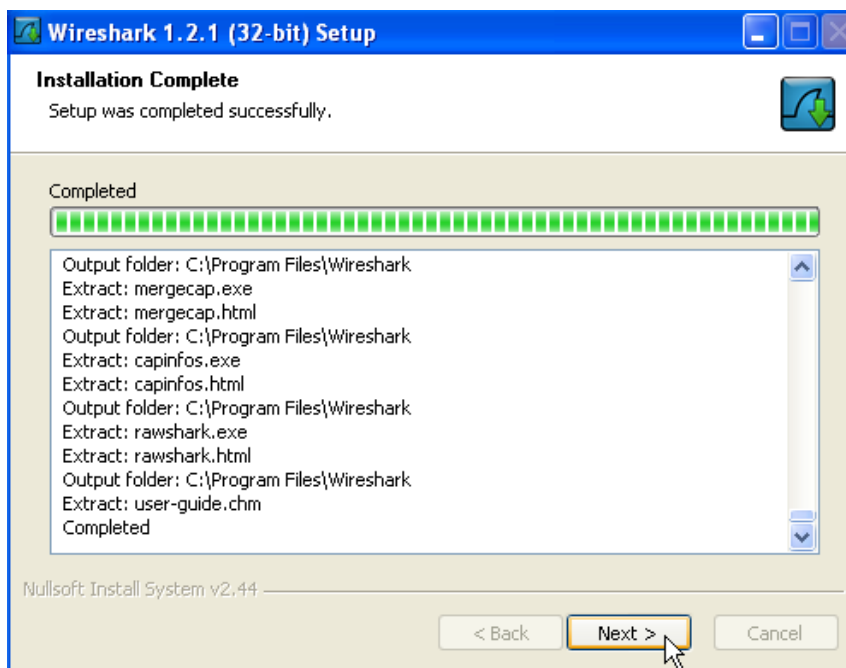 Wireshark 1.2.1 (32-bit) Setup
Installation Complete
Setup was completed successfully.
Completed
Output folder: C:\Program Files\Wireshark
Extract: mergecap.exe
Extract: mergecap.html
Output folder: C:\Program Files\Wireshark
Extract: capinfos.exe
Extract: capinfos.html
Output folder: C:\Program Files\Wireshark
Extract: rawshark.exe
Extract: rawshark.html
Output folder: C:\Program Files\Wireshark
Extract: user-guide.chm
Completed
Nullsoft Install System v2.44
< Back Next > Cancel